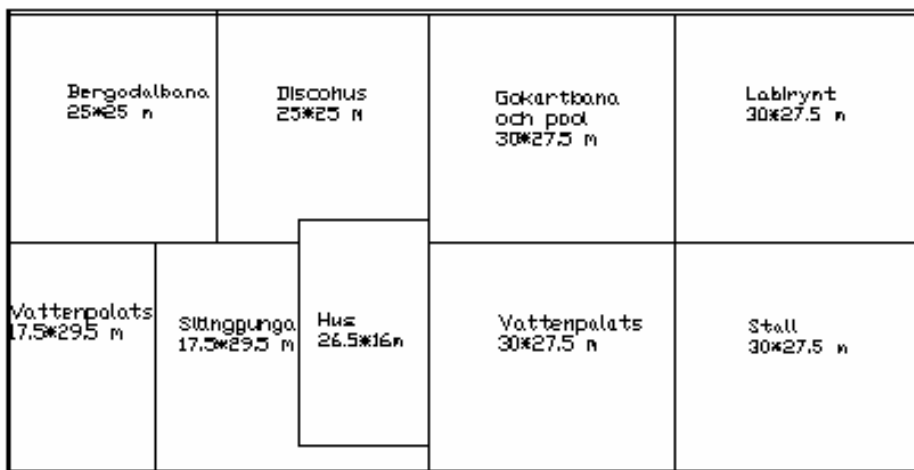 Bergodalbana
25*25 m
Discohus
25*25 m
Gokartbana
och pool
30*27.5 m
Labirynt
30*27.5 m
Vattenpalats
17.5*29.5 m
Slängpunga
17.5*29.5 m
Hus
26.5*16m
Vattenpalats
30*27.5 m
Stall
30*27.5 m